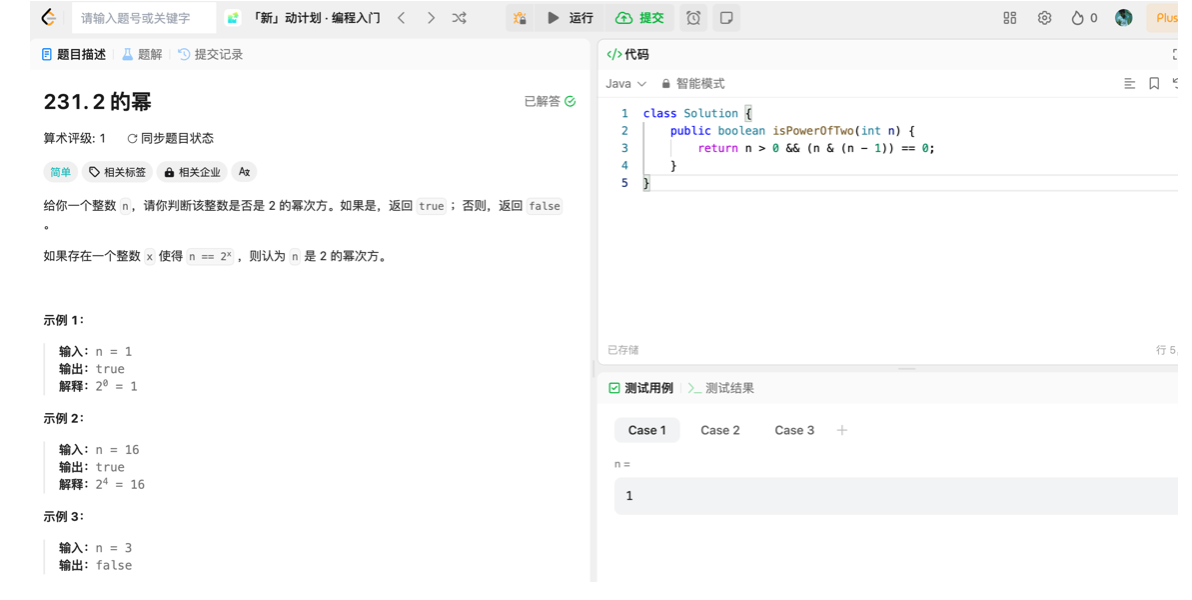 请输入题号或关键字
「新」动计划 · 编程入门
运行
提交
0
Plus
题目描述
题解
提交记录
231. 2 的幂
已解答
算术评级: 1
同步题目状态
简单
相关标签
相关企业
Az
给你一个整数 n，请你判断该整数是否是 2 的幂次方。如果是，返回 true ；否则，返回 false
。
如果存在一个整数 x 使得 n == 2ˣ ，则认为 n 是 2 的幂次方。
示例 1：
输入：n = 1
输出：true
解释：2⁰ = 1
示例 2：
输入：n = 16
输出：true
解释：2⁴ = 16
示例 3：
输入：n = 3
输出：false
</>代码
Java
智能模式
1 class Solution {
2 public boolean isPowerOfTwo(int n) {
3 return n > 0 && (n & (n - 1)) == 0;
4 }
5 }
已存储
行 5,
测试用例
>_ 测试结果
Case 1
Case 2
Case 3
+
n =
1